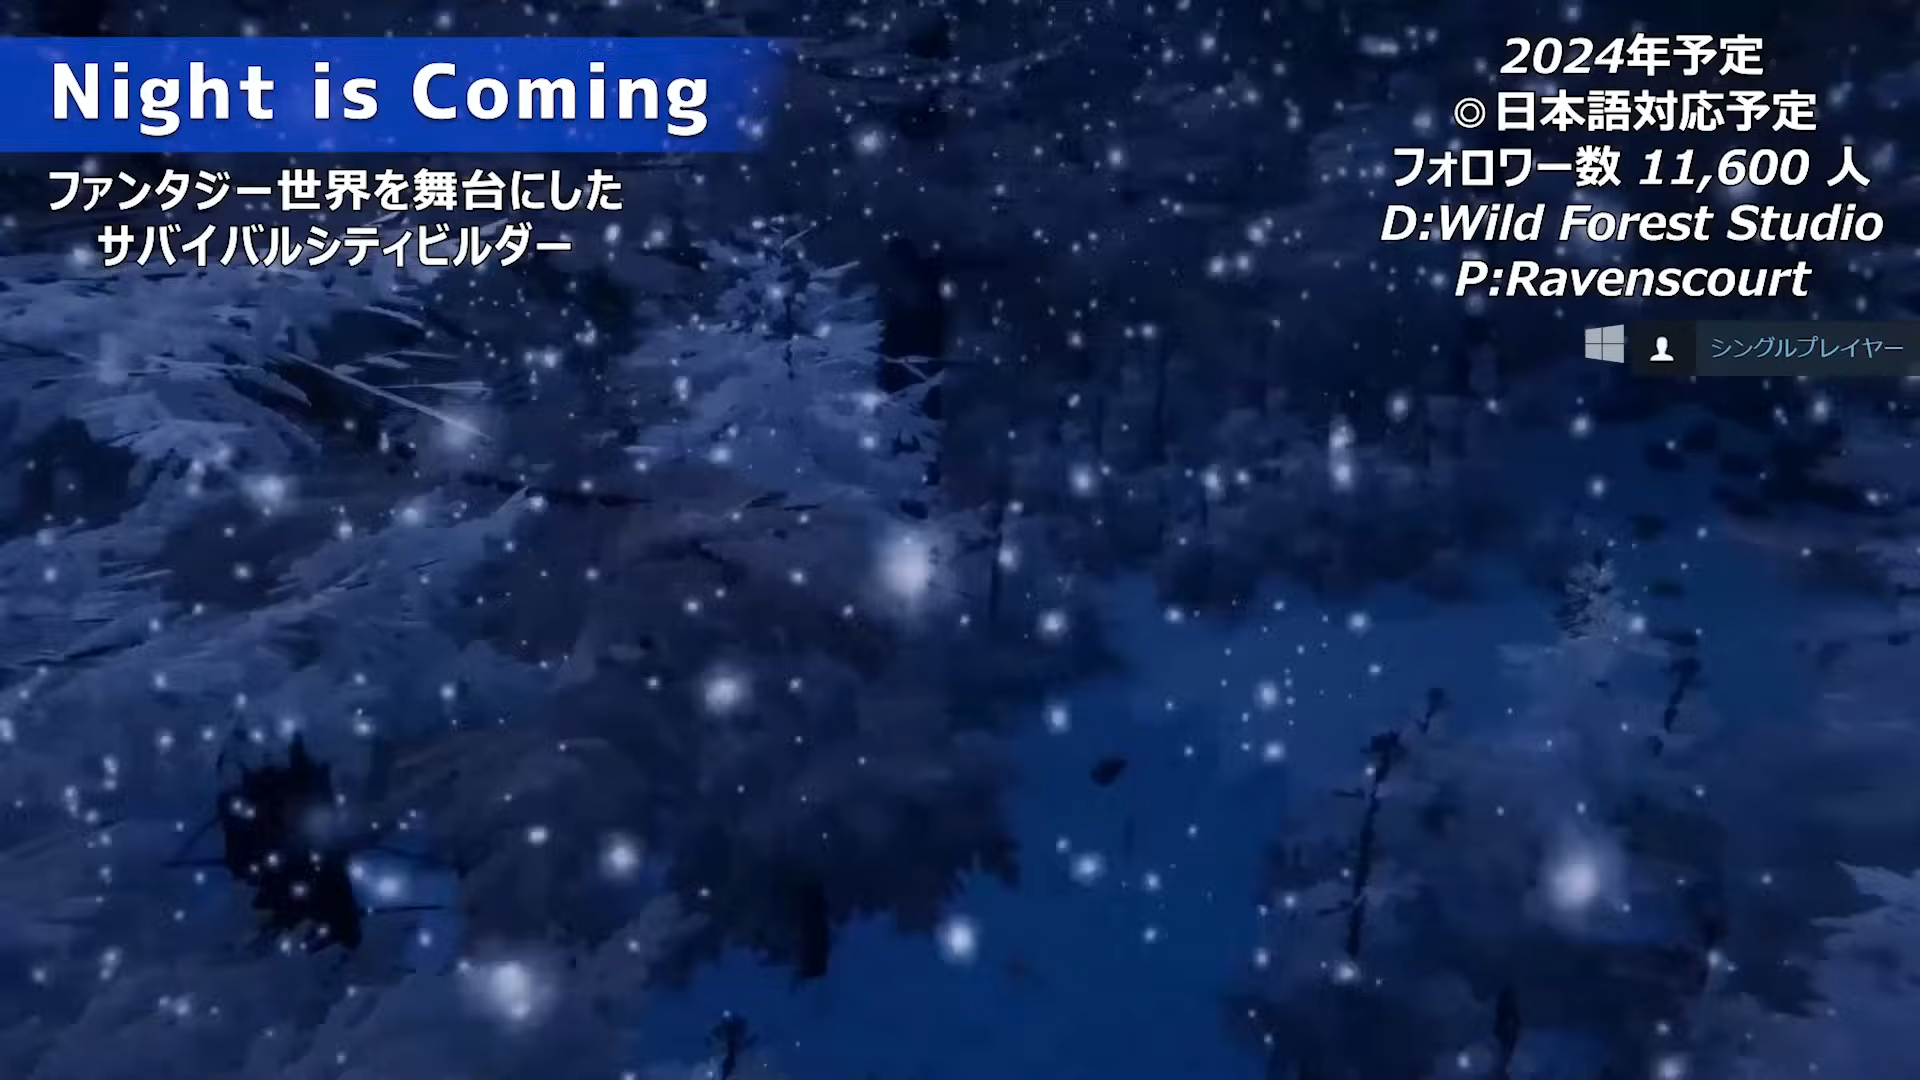 Night is Coming
ファンタジー世界を舞台にした
サバイバルシティビルダー
2024年予定
◎日本語対応予定
フォロワー数 11,600 人
D:Wild Forest Studio
P:Ravenscourt
シングルプレイヤー